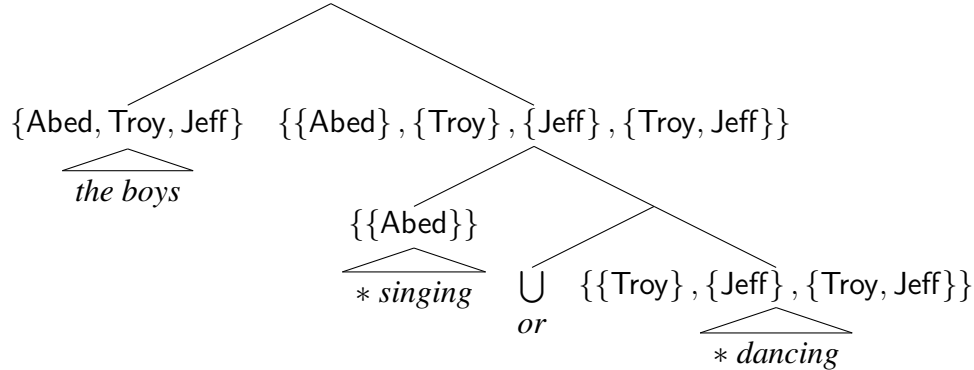 {Abed, Troy, Jeff} {{Abed} , {Troy} , {Jeff} , {Troy, Jeff}}
the boys
{{Abed}}
∗ singing
⋃ {{Troy} , {Jeff} , {Troy, Jeff}}
or
∗ dancing